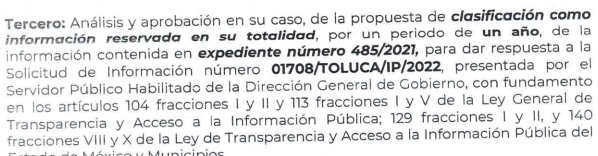 Tercero: Análisis y aprobación en su caso, de la propuesta de clasificación como
información reservada en su totalidad, por un periodo de un año, de la
información contenida en expediente número 485/2021, para dar respuesta a la
Solicitud de Información número 01708/TOLUCA/IP/2022, presentada por el
Servidor Público Habilitado de la Dirección General de Gobierno, con fundamento
en los artículos 104 fracciones I y II y 113 fracciones I y V de la Ley General de
Transparencia y Acceso a la Información Pública; 129 fracciones I y II, y 140
fracciones VIII y X de la Ley de Transparencia y Acceso a la Información Pública del
Estado de México y Municipios